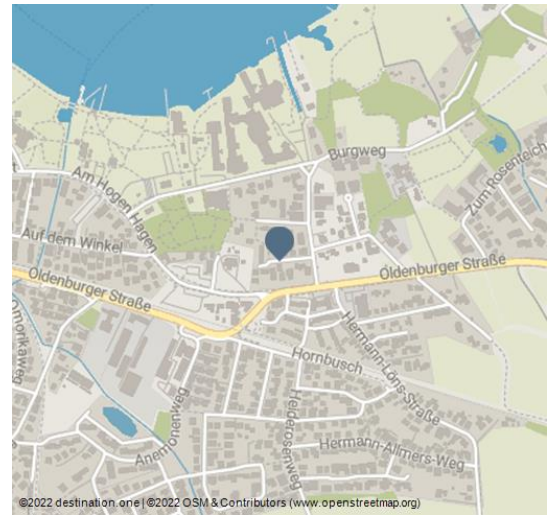 Burgweg
Zum Rosenteich
Am Hogen Hagen
Auf dem Winkel
Oldenburger Straße
Oldenburger Straße
Hermann-Löns-Straße
Hornbusch
Heiderosenweg
Anemonenweg
Hermann-Allmers-Weg
©2022 destination.one | ©2022 OSM & Contributors (www.openstreetmap.org)